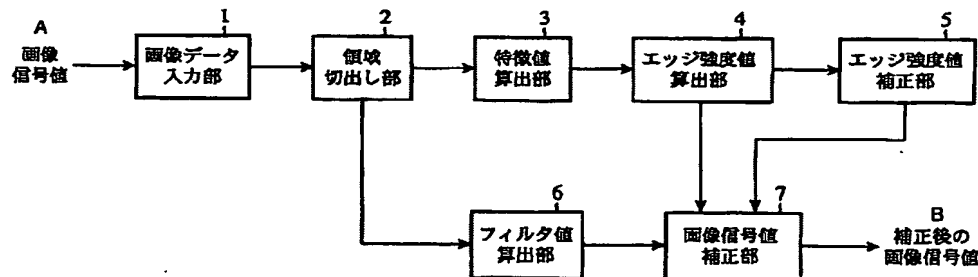 A
画像
信号値
1
画像データ
入力部
2
領域
切出し部
3
特徴値
算出部
4
エッジ強度値
算出部
5
エッジ強度値
補正部
6
フィルタ値
算出部
7
画像信号値
補正部
B
補正後の
画像信号値